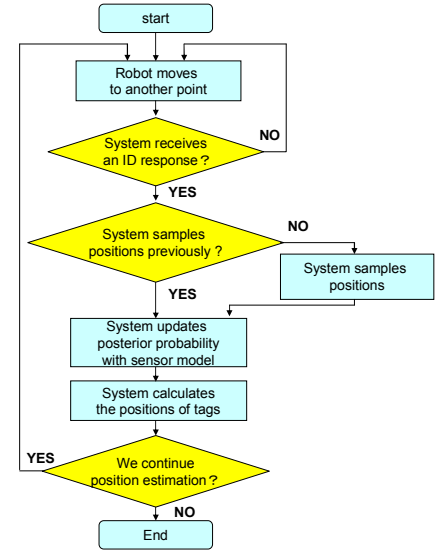 start
Robot moves
to another point
NO
System receives
an ID response？
YES
NO
System samples
positions previously？
System samples
positions
YES
System updates
posterior probability
with sensor model
System calculates
the positions of tags
YES
We continue
position estimation？
NO
End